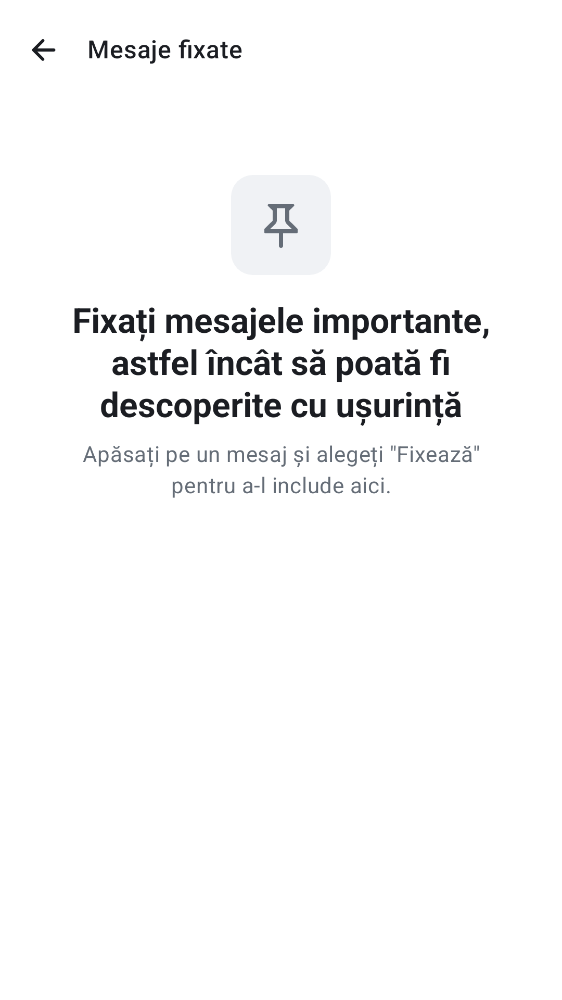 Mesaje fixate
Fixați mesajele importante,
astfel încât să poată fi
descoperite cu ușurință
Apăsați pe un mesaj și alegeți "Fixează"
pentru a-l include aici.